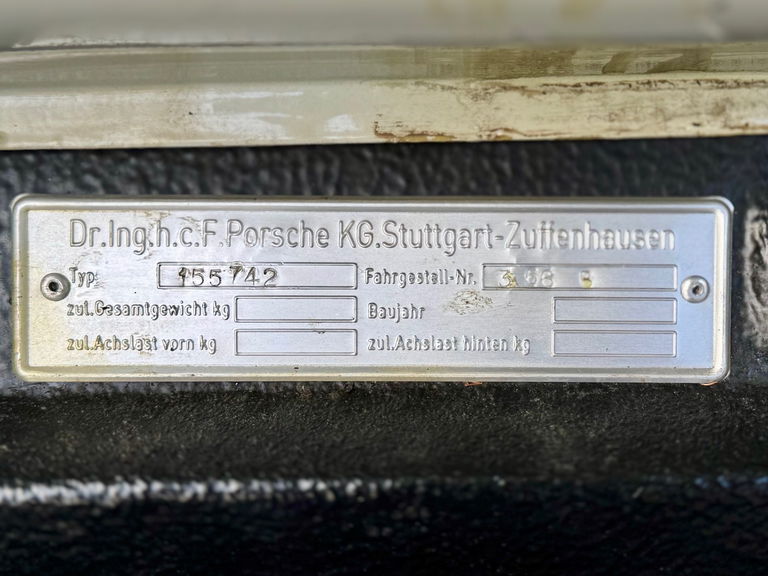 Dr.Ing.h.c.F.Porsche KG.Stuttgart-Zuffenhausen
Typ 155742 Fahrgestell-Nr. 356 B
zul.Gesamtgewicht kg Baujahr
zul.Achslast vorn kg zul.Achslast hinten kg